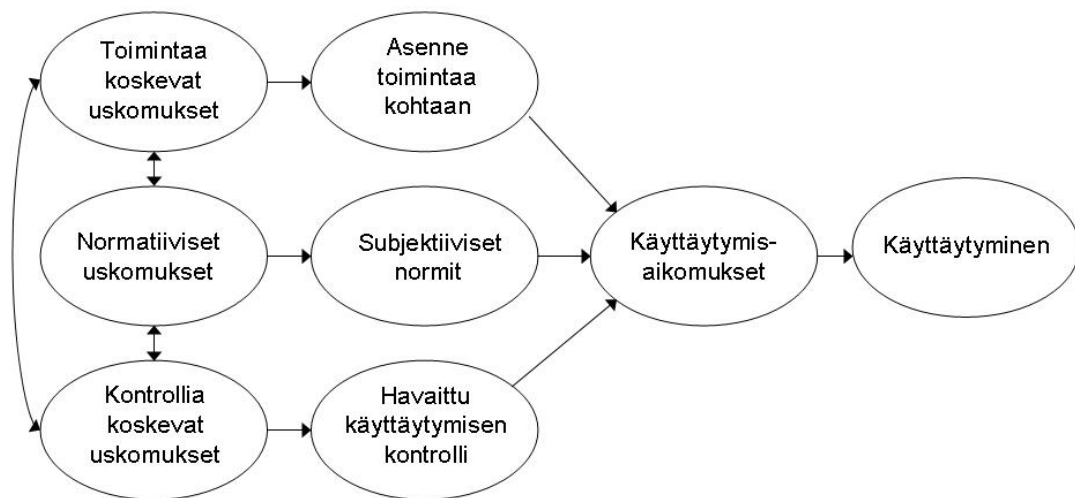 Toimintaa
koskevat
uskomukset
Asenne
toimintaa
kohtaan
Normatiiviset
uskomukset
Subjektiiviset
normit
Käyttäytymis-
aikomukset
Käyttäytyminen
Kontrollia
koskevat
uskomukset
Havaittu
käyttäytymisen
kontrolli